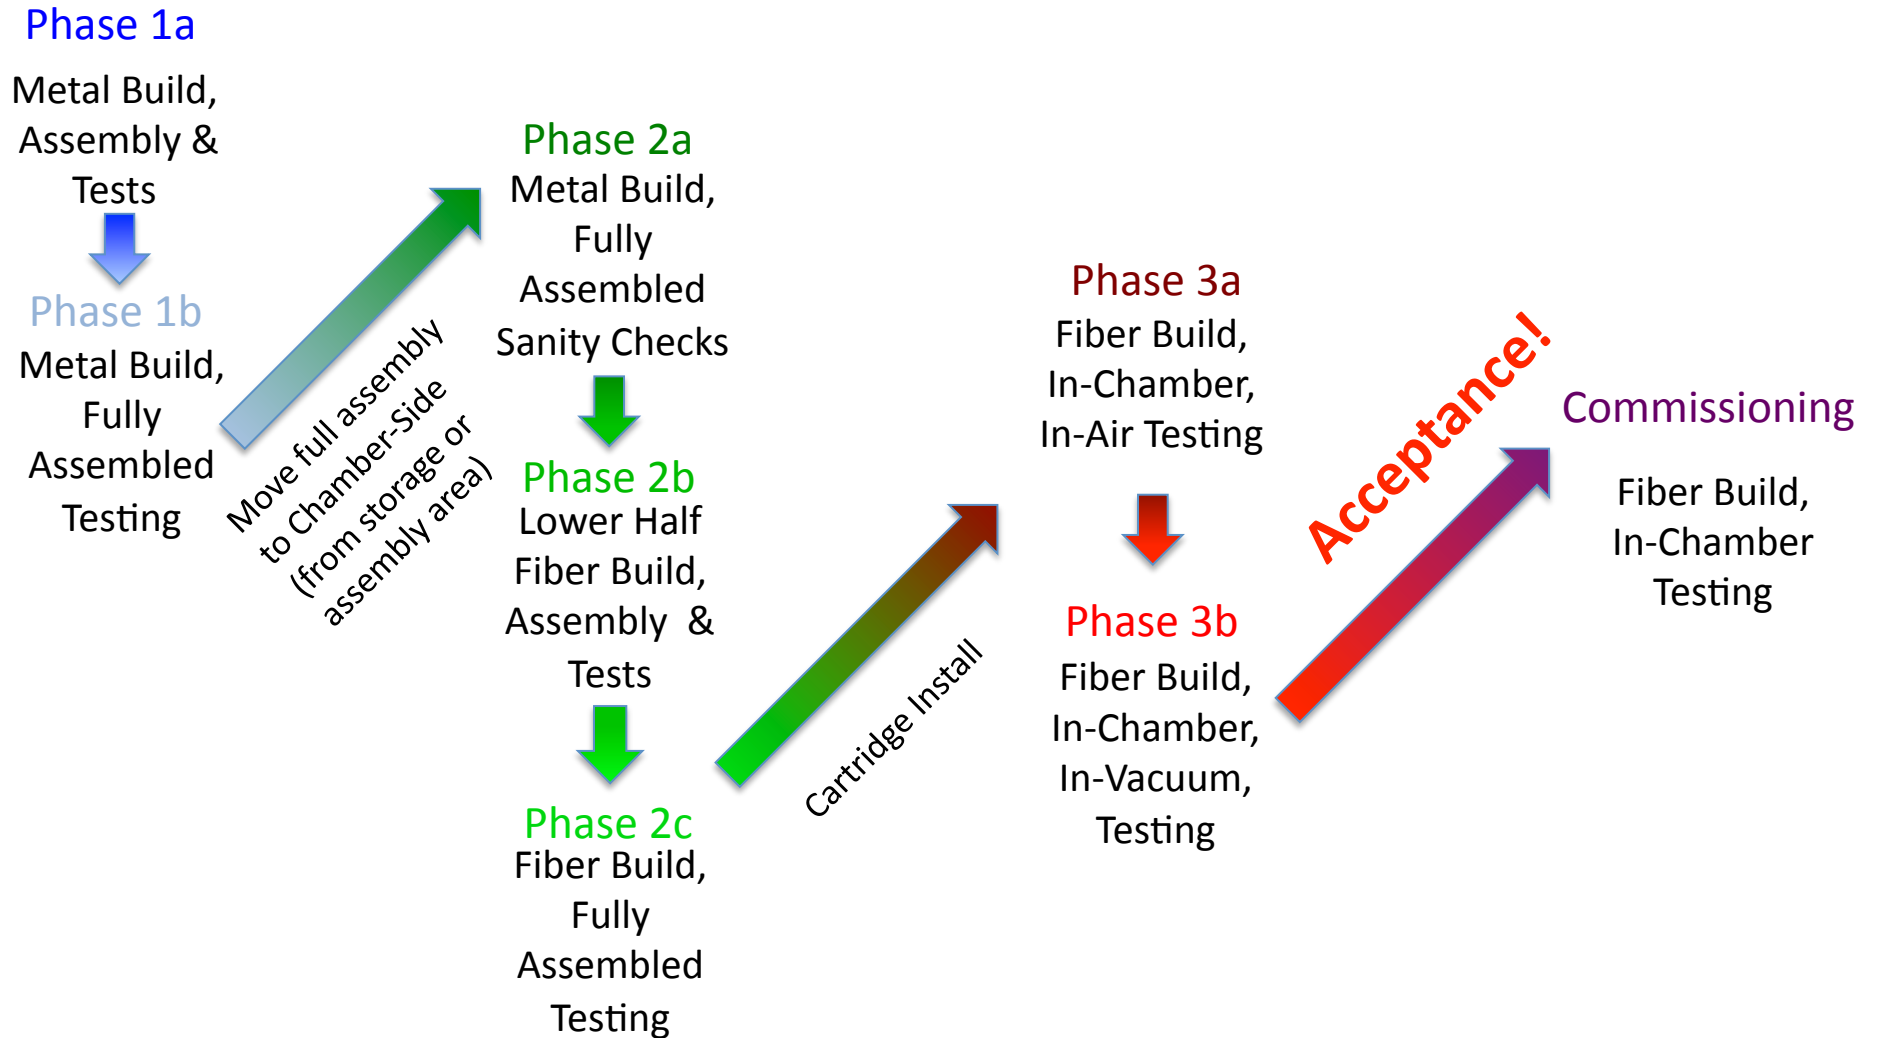 Phase 1a
Metal Build,
Assembly &
Tests
Phase 1b
Metal Build,
Fully
Assembled
Testing
Move full assembly
to Chamber-Side
(from storage or
assembly area)
Phase 2a
Metal Build,
Fully
Assembled
Sanity Checks
Phase 2b
Lower Half
Fiber Build,
Assembly &
Tests
Phase 2c
Fiber Build,
Fully
Assembled
Testing
Cartridge Install
Phase 3a
Fiber Build,
In-Chamber,
In-Air Testing
Phase 3b
Fiber Build,
In-Chamber,
In-Vacuum,
Testing
Acceptance!
Commissioning
Fiber Build,
In-Chamber
Testing